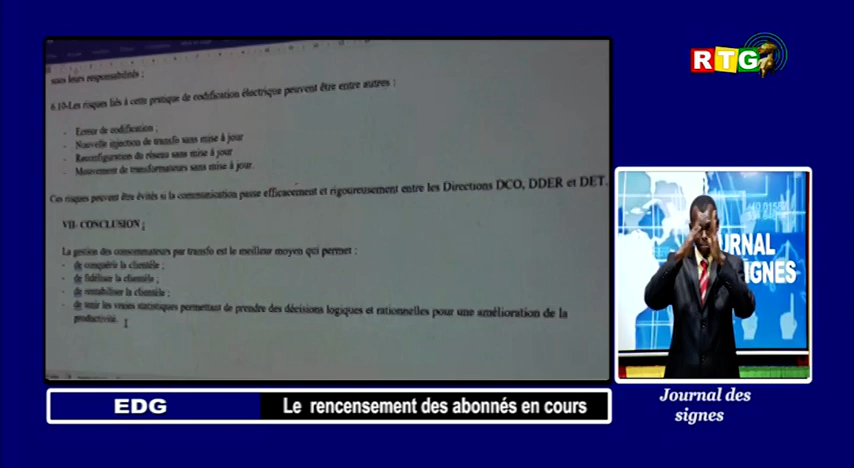 RTG
sous leurs responsabilités ;
6.10-Les risques liés à cette pratique de codification électrique peuvent être entre autres :
- Erreur de codification ;
- Nouvelle injection de transfo sans mise à jour
- Reconfiguration du réseau sans mise à jour
- Mouvement de transformateurs sans mise à jour.
Ces risques peuvent être évités si la communication passe efficacement et rigoureusement entre les Directions DCO, DDER et DET.
VII- CONCLUSION ;
La gestion des consommateurs par transfo est le meilleur moyen qui permet :
- de conquérir la clientèle ;
- de fidéliser la clientèle ;
- de rentabiliser la clientèle ;
- de tenir les vraies statistiques permettant de prendre des décisions logiques et rationnelles pour une amélioration de la
productivité.
URNAL
IGNES
EDG Le rencensement des abonnés en cours
Journal des
signes